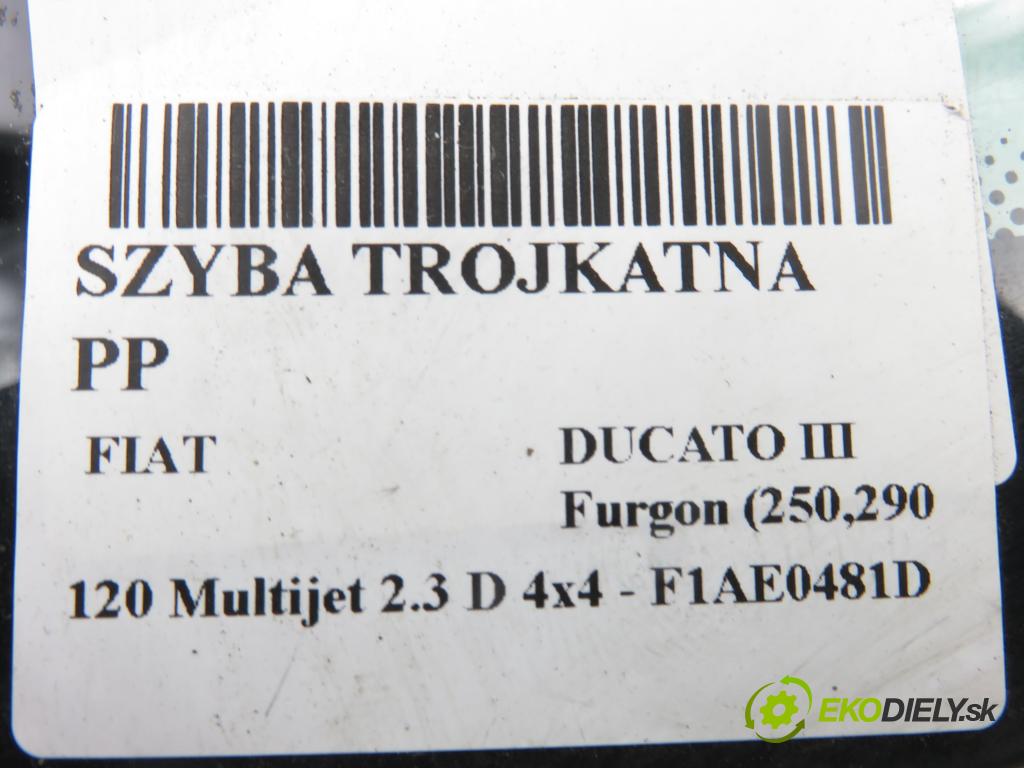 SZYBA TROJKATNA
PP
FIAT DUCATO III
Furgon (250,290
120 Multijet 2.3 D 4x4 - F1AE0481D
EKODIELY.sk